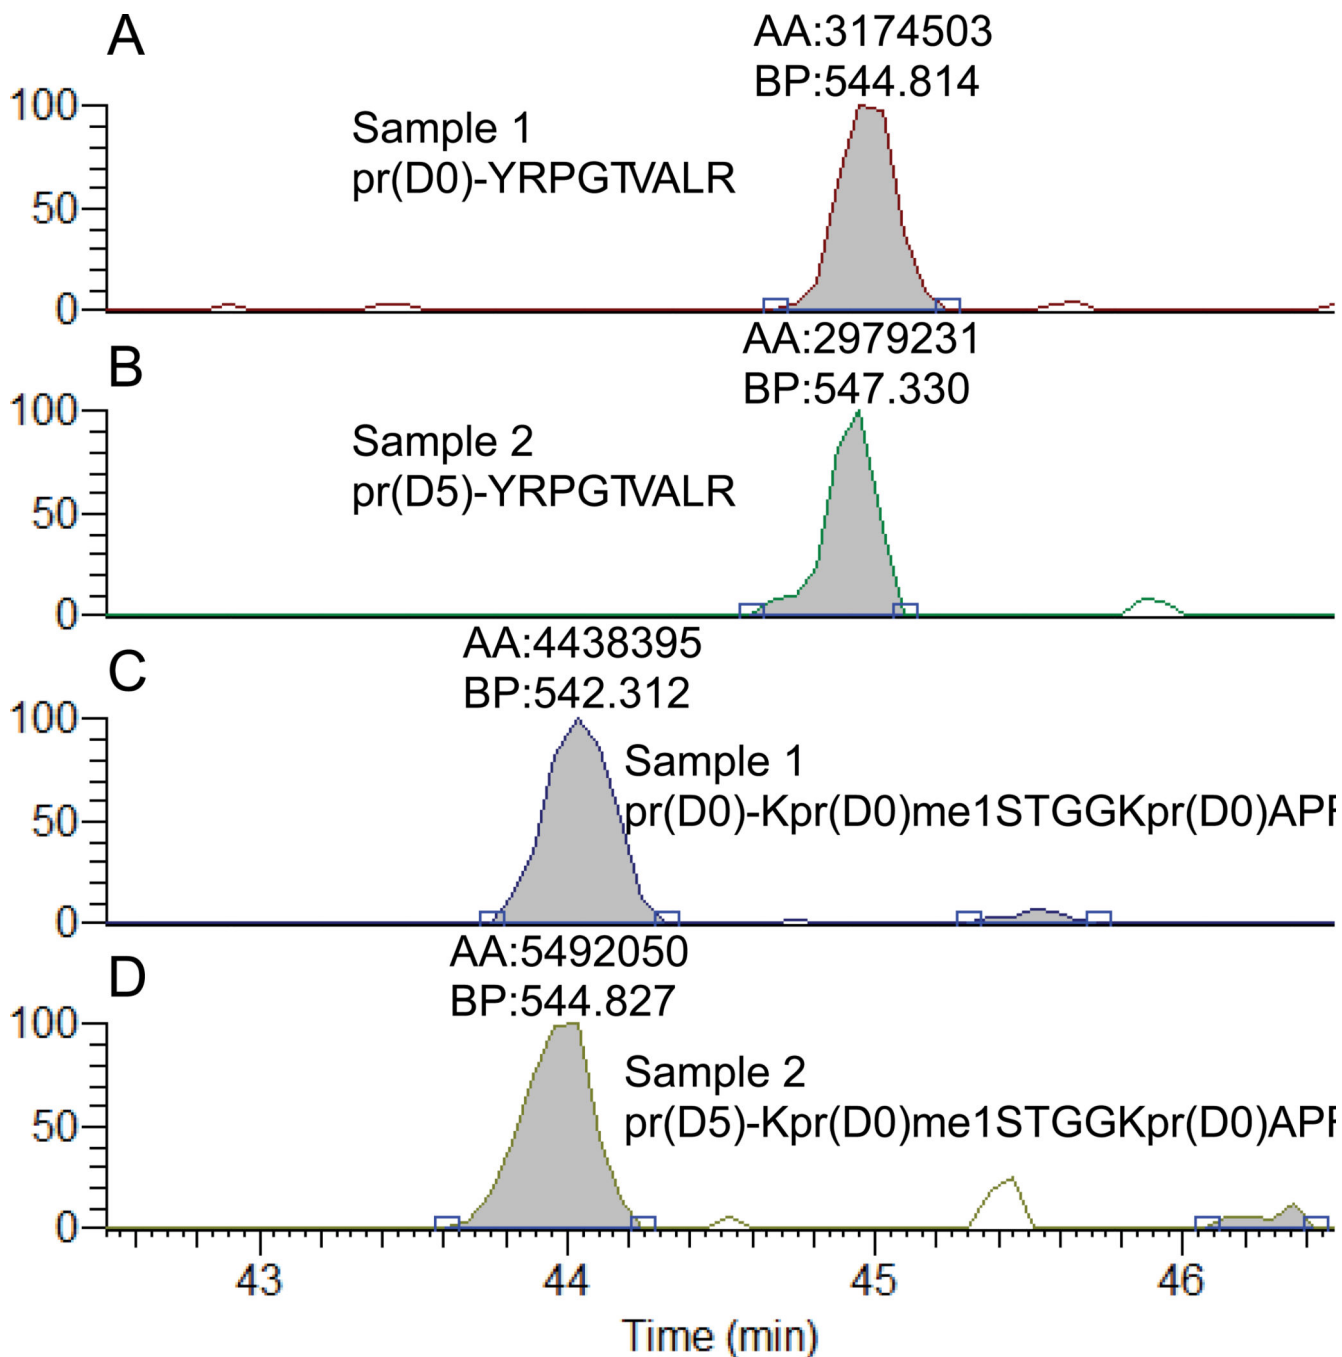 A
AA:3174503
BP:544.814
Sample 1
pr(D0)-YRPGTVALR
100
50
0
B
AA:2979231
BP:547.330
Sample 2
pr(D5)-YRPGTVALR
100
50
0
C
AA:4438395
BP:542.312
Sample 1
pr(D0)-Kpr(D0)me1STGGKpr(D0)AP
100
50
0
D
AA:5492050
BP:544.827
Sample 2
pr(D5)-Kpr(D0)me1STGGKpr(D0)AP
100
50
0
43 44 45 46
Time (min)